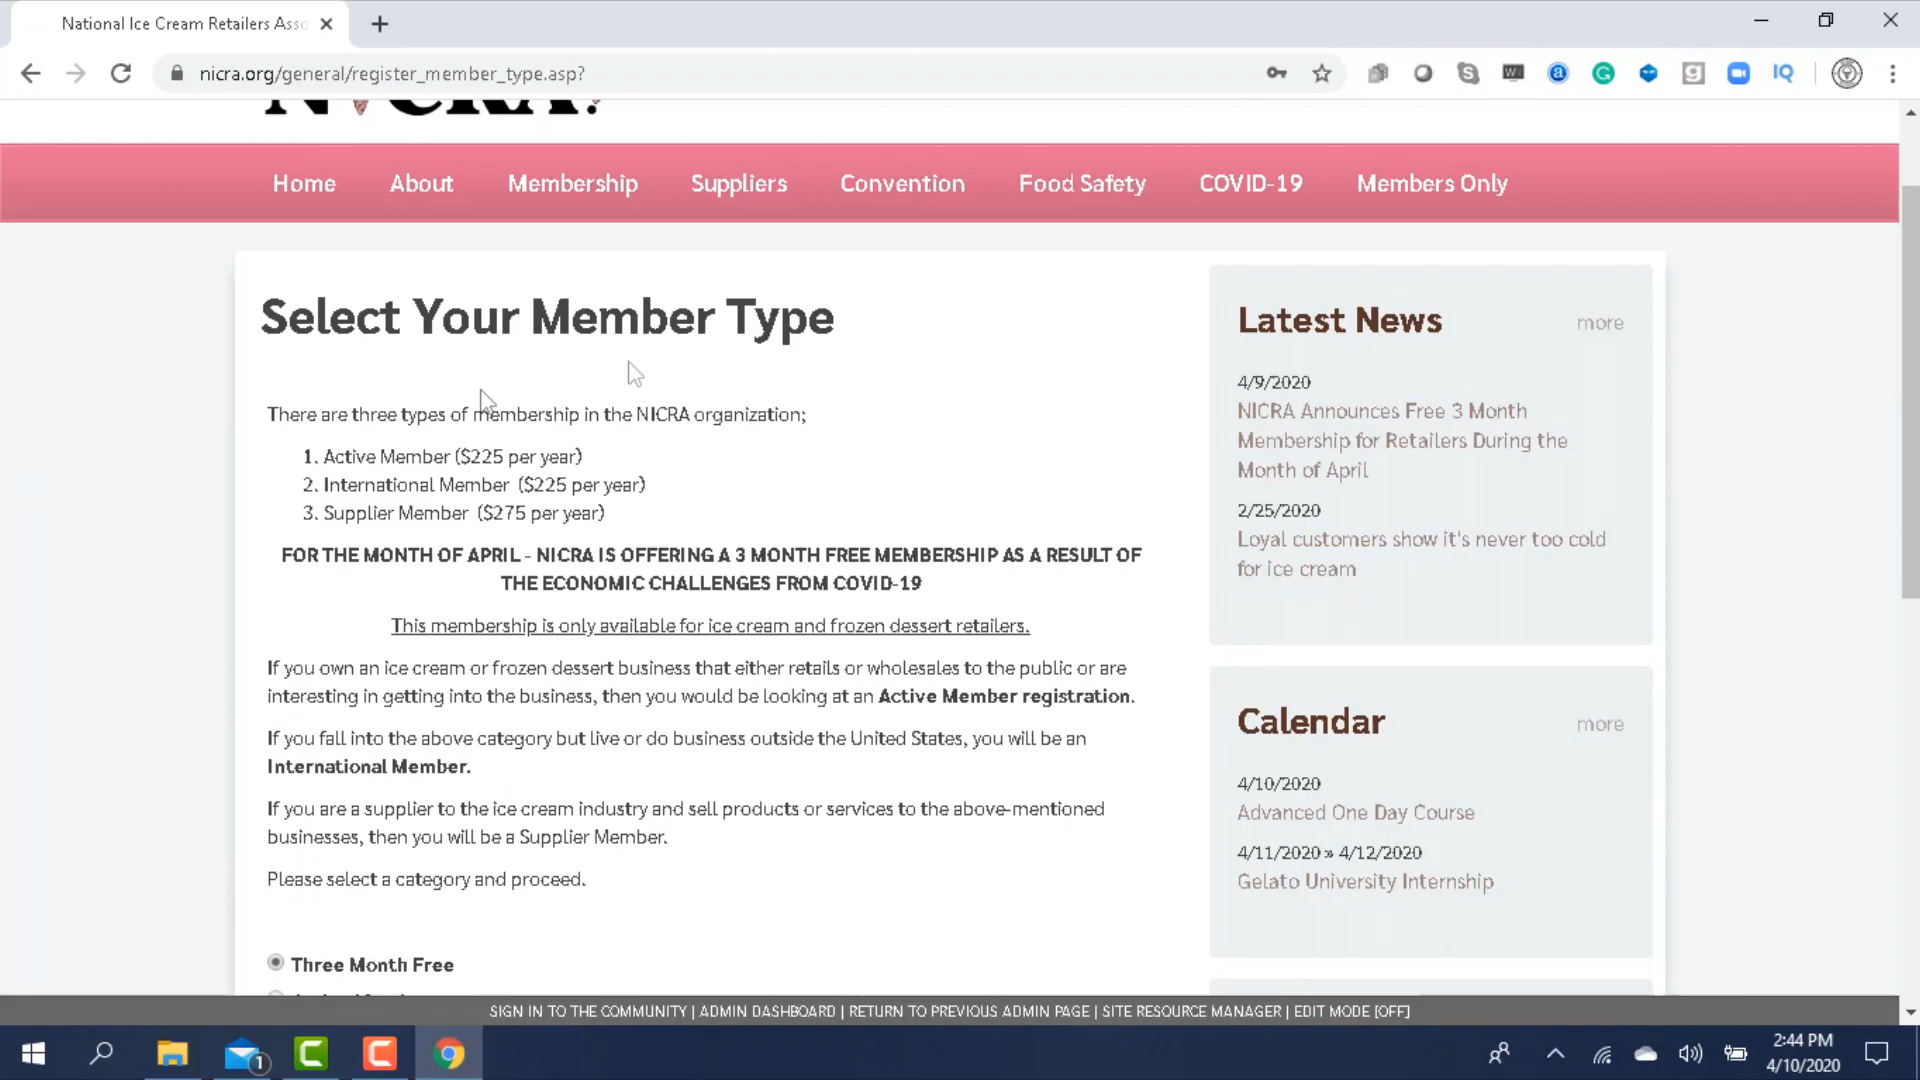 National Ice Cream Retailers Asso
nicra.org/general/register_member_type.asp?
IQ
Home
About
Membership
Suppliers
Convention
Food Safety
COVID-19
Members Only
Select Your Member Type
There are three types of membership in the NICRA organization;
1. Active Member ($225 per year)
2. International Member ($225 per year)
3. Supplier Member ($275 per year)
FOR THE MONTH OF APRIL - NICRA IS OFFERING A 3 MONTH FREE MEMBERSHIP AS A RESULT OF
THE ECONOMIC CHALLENGES FROM COVID-19
This membership is only available for ice cream and frozen dessert retailers.
If you own an ice cream or frozen dessert business that either retails or wholesales to the public or are
interesting in getting into the business, then you would be looking at an Active Member registration.
If you fall into the above category but live or do business outside the United States, you will be an
International Member.
If you are a supplier to the ice cream industry and sell products or services to the above-mentioned
businesses, then you will be a Supplier Member.
Please select a category and proceed.
Three Month Free
Latest News
more
4/9/2020
NICRA Announces Free 3 Month
Membership for Retailers During the
Month of April
2/25/2020
Loyal customers show it's never too cold
for ice cream
Calendar
more
4/10/2020
Advanced One Day Course
4/11/2020 » 4/12/2020
Gelato University Internship
SIGN IN TO THE COMMUNITY | ADMIN DASHBOARD | RETURN TO PREVIOUS ADMIN PAGE | SITE RESOURCE MANAGER | EDIT MODE [OFF]
1
2:44 PM
4/10/2020